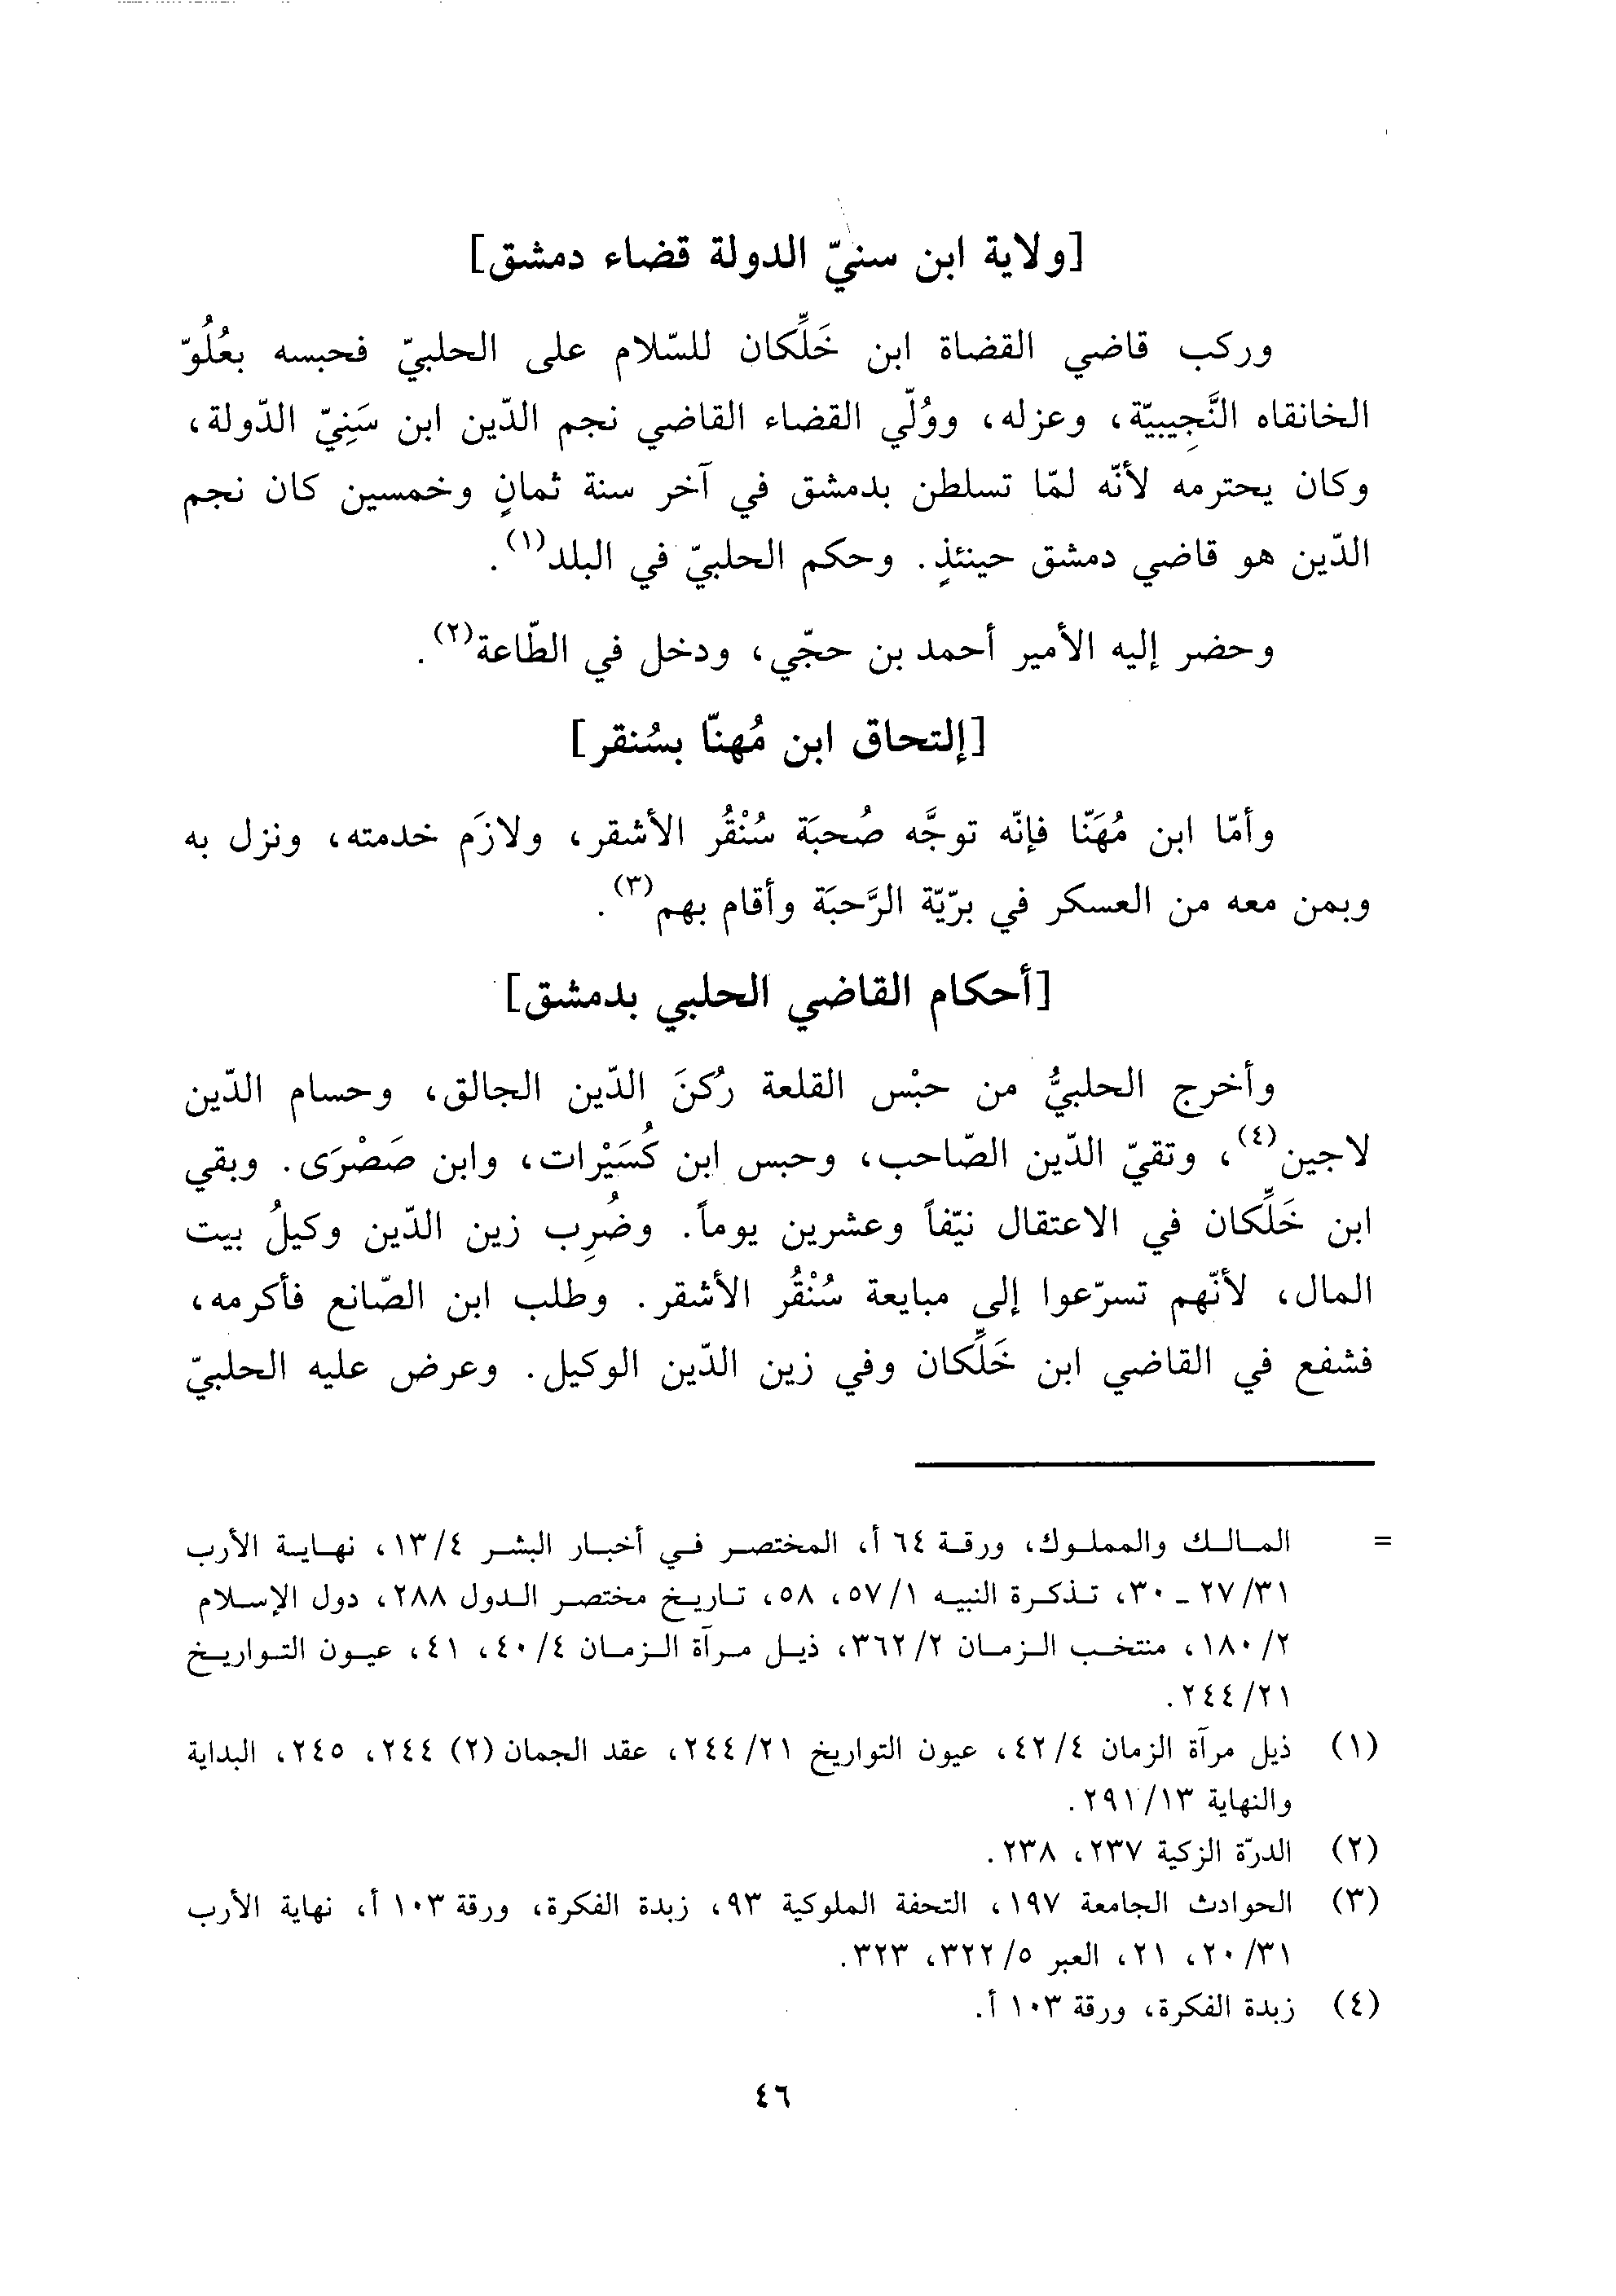 [ولاية ابن سنيّ الدولة قضاء دمشق]
وركب قاضي القضاة ابن خَلِّكان للسّلام على الحلبيّ فحبسه بعُلُوّ
الخانقاه النَّجِيبيّة، وعزله، ووُلّي القضاء القاضي نجم الدّين ابن سَنِيّ الدّولة،
وكان يحترمه لأنّه لمّا تسلطن بدمشق في آخر سنة ثمانٍ وخمسين كان نجم
الدّين هو قاضي دمشق حينئذٍ. وحكم الحلبيّ في البلد(١).
وحضر إليه الأمير أحمد بن حجّي، ودخل في الطّاعة(٢).
[إلتحاق ابن مُهنّا بسُنقر]
وأمّا ابن مُهَنّا فإنّه توجَّه صُحبَة سُنْقُر الأشقر، ولازَم خدمته، ونزل به
وبمن معه من العسكر في برّيّة الرَّحبَة وأقام بهم(٣).
[أحكام القاضي الحلبي بدمشق]
وأخرج الحلبيُّ من حبْس القلعة رُكنَ الدّين الجالق، وحسام الدّين
لاجين(٤)، وتقيّ الدّين الصّاحب، وحبس ابن كُسَيْرات، وابن صَصْرَى. وبقي
ابن خَلِّكان في الاعتقال نيّفاً وعشرين يوماً. وضُرِب زين الدّين وكيلُ بيت
المال، لأنّهم تسرّعوا إلى مبايعة سُنْقُر الأشقر. وطلب ابن الصّانع فأكرمه،
فشفع في القاضي ابن خَلِّكان وفي زين الدّين الوكيل. وعرض عليه الحلبيّ
= المالك والمملوك، ورقة ٦٤ أ، المختصر في أخبار البشر ١٣/٤، نهاية الأرب
٢٧/٣١ - ٣٠، تذكرة النبيه ٥٧/١، ٥٨، تاريخ مختصر الدول ٢٨٨، دول الإسلام
١٨٠/٢، منتخب الزمان ٣٦٢/٢، ذيل مرآة الزمان ٤٠/٤، ٤١، عيون التواريخ
٢٤٤/٢١.
(١) ذيل مرآة الزمان ٤٢/٤، عيون التواريخ ٢٤٤/٢١، عقد الجمان (٢) ٢٤٤، ٢٤٥، البداية
والنهاية ٢٩١/١٣.
(٢) الدرّة الزكية ٢٣٧، ٢٣٨.
(٣) الحوادث الجامعة ١٩٧، التحفة الملوكية ٩٣، زبدة الفكرة، ورقة ١٠٣ أ، نهاية الأرب
٢٠/٣١، ٢١، العبر ٣٢٢/٥، ٣٢٣.
(٤) زبدة الفكرة، ورقة ١٠٣ أ.
٤٦